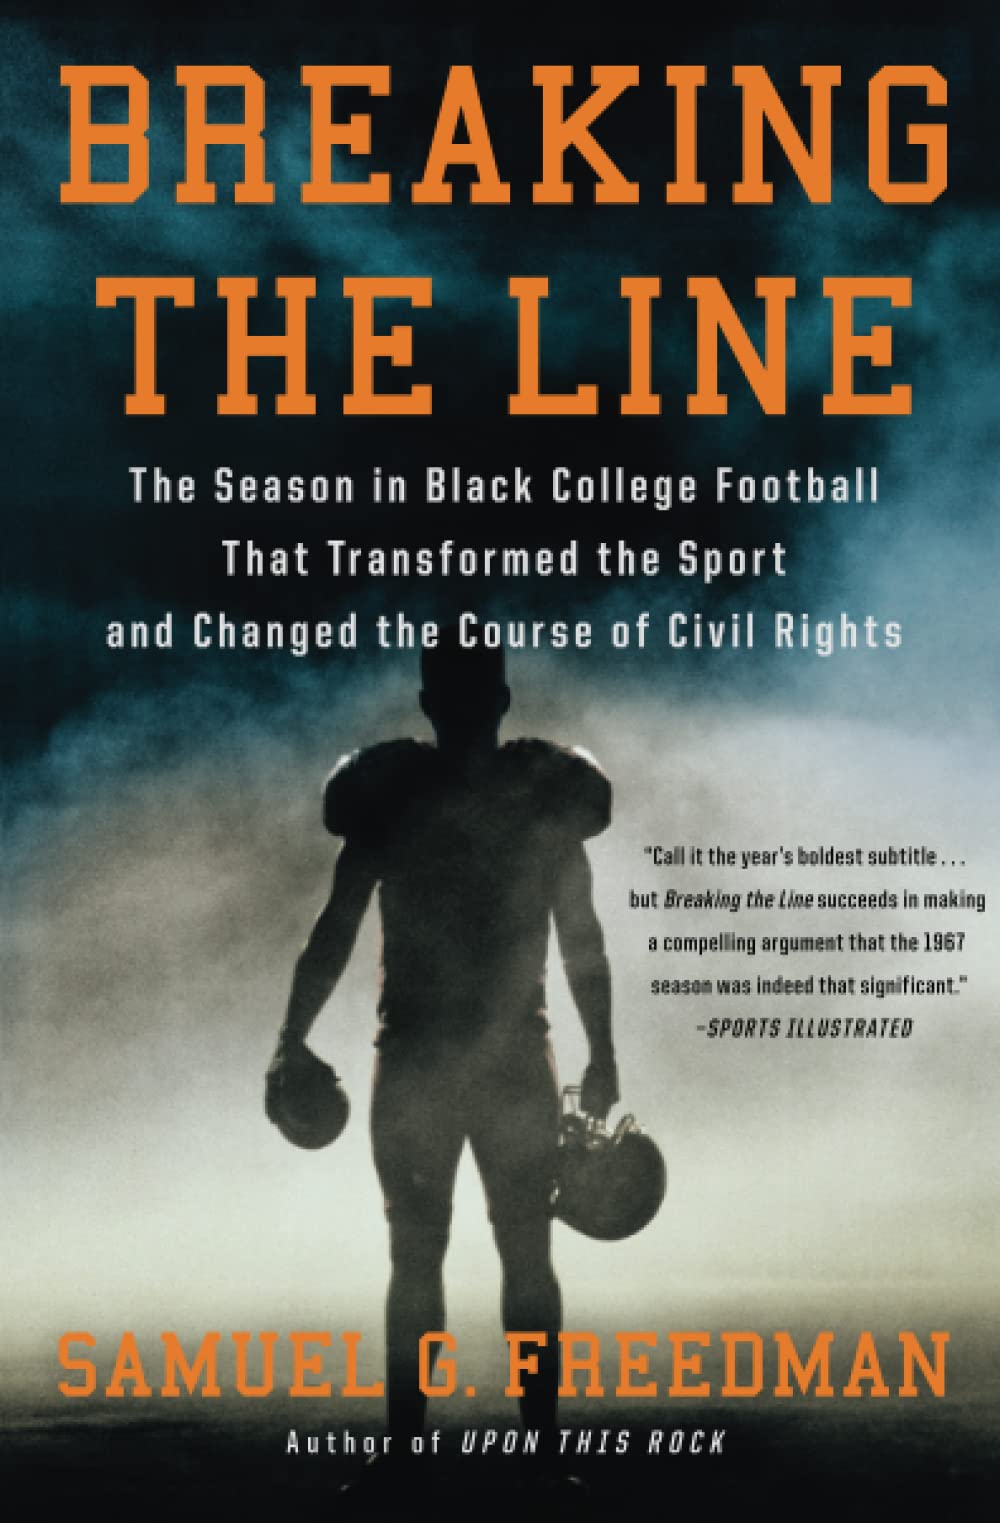 BREAKING
THE LINE
The Season in Black College Football
That Transformed the Sport
and Changed the Course of Civil Rights
"Call it the year's boldest subtitle . . .
but Breaking the Line succeeds in making
a compelling argument that the 1967
season was indeed that significant."
–SPORTS ILLUSTRATED
SAMUEL G. FREEDMAN
Author of UPON THIS ROCK